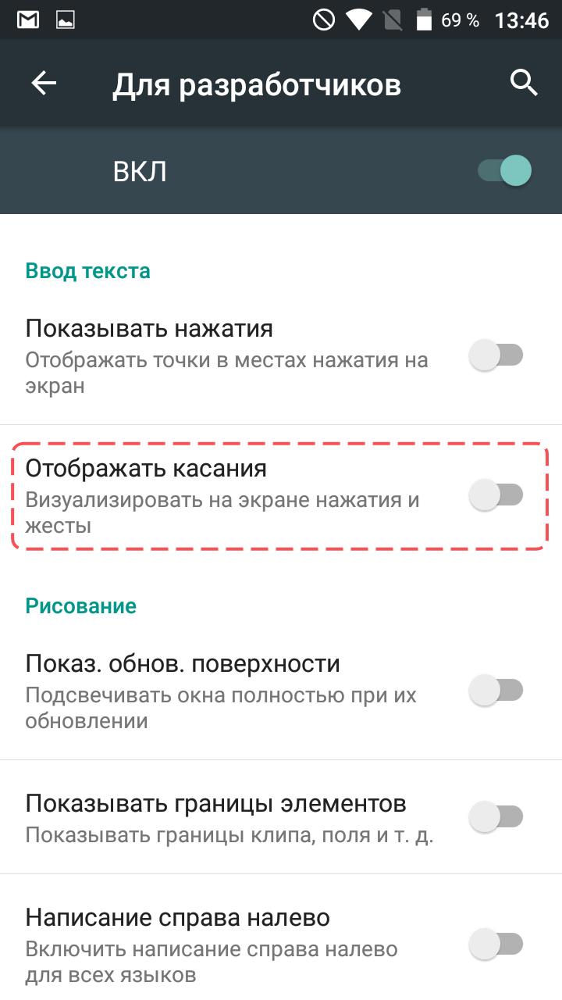 69 % 13:46
Для разработчиков
ВКЛ
Ввод текста
Показывать нажатия
Отображать точки в местах нажатия на
экран
Отображать касания
Визуализировать на экране нажатия и
жесты
Рисование
Показ. обнов. поверхности
Подсвечивать окна полностью при их
обновлении
Показывать границы элементов
Показывать границы клипа, поля и т. д.
Написание справа налево
Включить написание справа налево
для всех языков